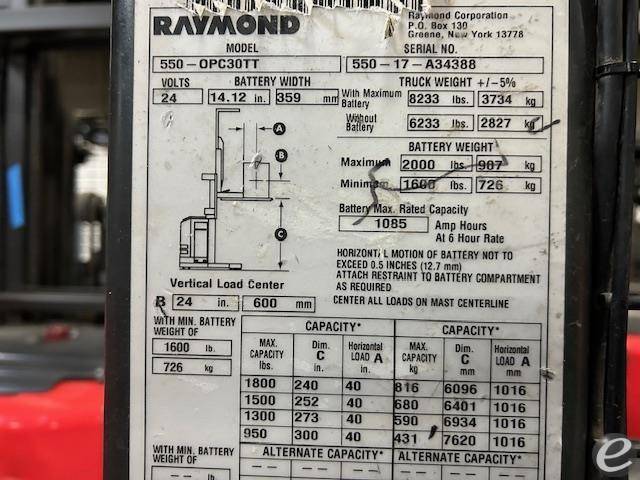 RAYMOND
Raymond Corporation
P.O. Box 130
Greene, New York 13778
MODEL
SERIAL NO.
550-OPC30TT
550-17-A34388
VOLTS
BATTERY WIDTH
TRUCK WEIGHT +/-5%
24
14.12 in. 359 mm
With Maximum Battery 8233 lbs. 3734 kg
Without Battery 6233 lbs. 2827 kg
A
B
C
BATTERY WEIGHT
Maximum 2000 lbs. 907 kg
Minimum 1600 lbs. 726 kg
Battery Max. Rated Capacity
1085 Amp Hours At 6 Hour Rate
HORIZONTAL MOTION OF BATTERY NOT TO
EXCEED 0.5 INCHES (12.7 mm)
ATTACH RESTRAINT TO BATTERY COMPARTMENT
AS REQUIRED
CENTER ALL LOADS ON MAST CENTERLINE
Vertical Load Center
B 24 in. 600 mm
WITH MIN. BATTERY
WEIGHT OF
1600 lb.
726 kg
CAPACITY* CAPACITY*
MAX. CAPACITY lbs. Dim. C in. Horizontal LOAD A in. MAX. CAPACITY kg Dim. C mm Horizontal LOAD A mm
1800 240 40 816 6096 1016
1500 252 40 680 6401 1016
1300 273 40 590 6934 1016
950 300 40 431 7620 1016
WITH MIN. BATTERY
WEIGHT OF
-- lb.
ALTERNATE CAPACITY* ALTERNATE CAPACITY*
-- -- -- -- -- --
e